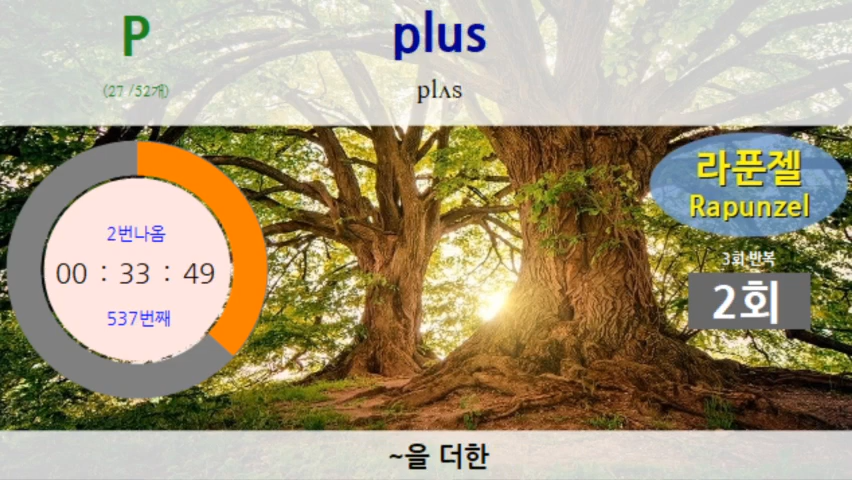 P
plus
(27 /52개)
plʌs
라푼젤
Rapunzel
2번나옴
00 : 33 : 49
537번째
3회 반복
2회
~을 더한